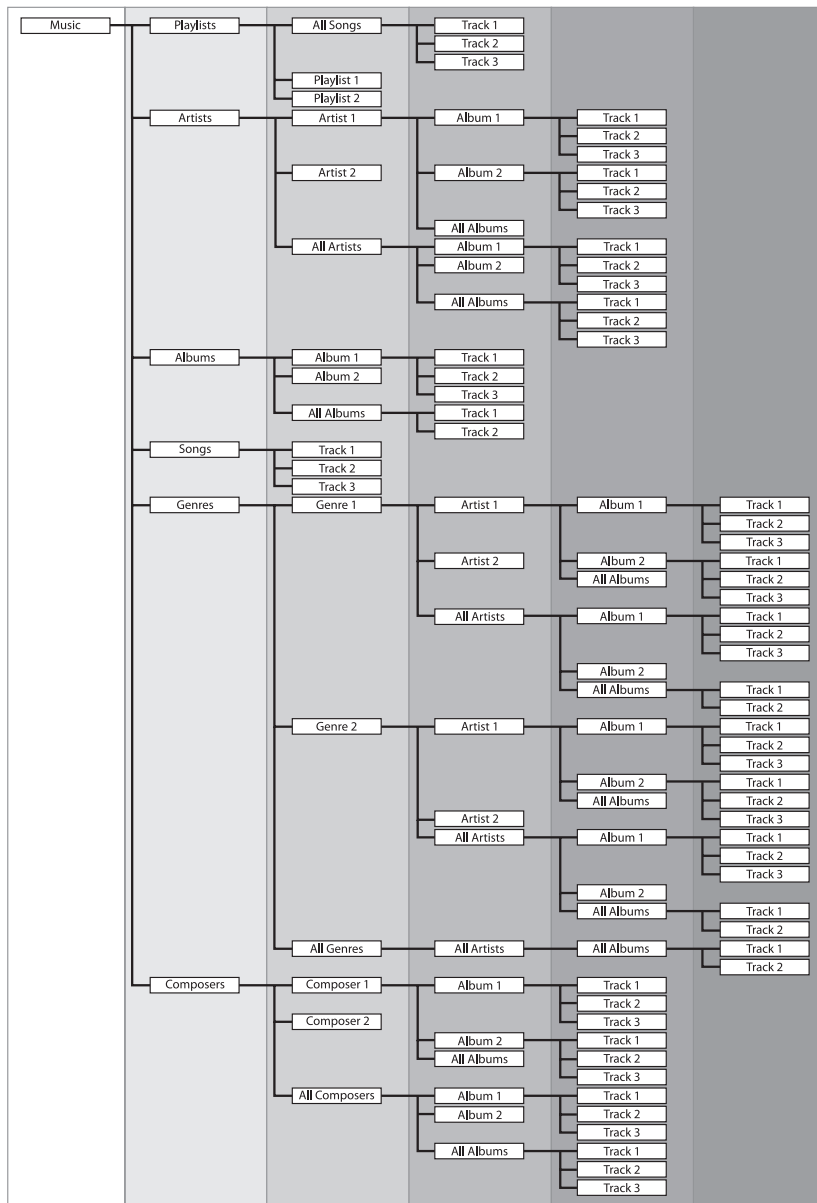 Music Playlists All Songs Track 1
Track 2
Track 3
Playlist 1
Playlist 2
Artists Artist 1 Album 1 Track 1
Track 2
Track 3
Artist 2 Album 2 Track 1
Track 2
Track 3
All Albums
All Artists Album 1 Track 1
Album 2 Track 2
Track 3
All Albums Track 1
Track 2
Track 3
Albums Album 1 Track 1
Album 2 Track 2
Track 3
All Albums Track 1
Track 2
Songs Track 1
Track 2
Track 3
Genres Genre 1 Artist 1 Album 1 Track 1
Track 2
Track 3
Artist 2 Album 2 Track 1
All Albums Track 2
Track 3
All Artists Album 1 Track 1
Track 2
Track 3
Album 2
All Albums Track 1
Track 2
Genre 2 Artist 1 Album 1 Track 1
Track 2
Track 3
Album 2 Track 1
All Albums Track 2
Artist 2 Track 3
All Artists Album 1 Track 1
Track 2
Track 3
Album 2
All Albums Track 1
Track 2
All Genres All Artists All Albums Track 1
Track 2
Composers Composer 1 Album 1 Track 1
Track 2
Composer 2 Track 3
Album 2 Track 1
All Albums Track 2
Track 3
All Composers Album 1 Track 1
Album 2 Track 2
Track 3
All Albums Track 1
Track 2
Track 3